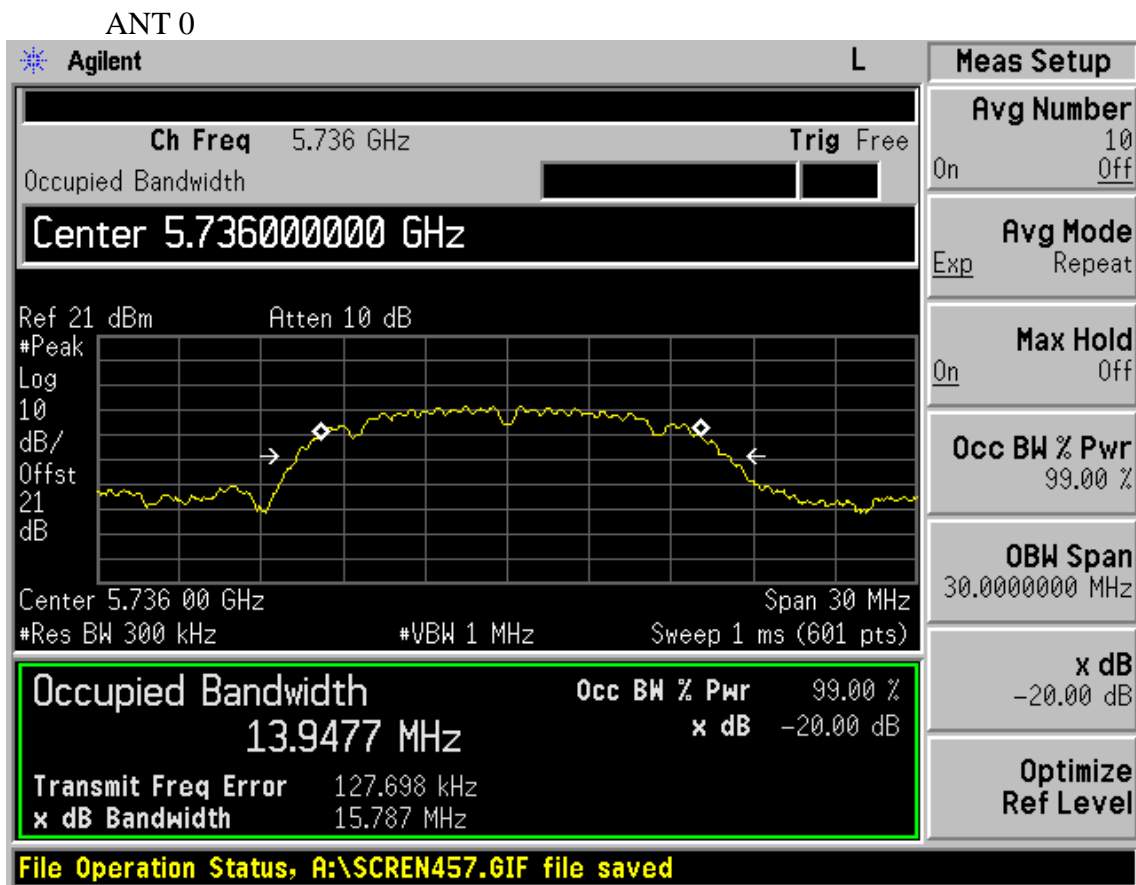 ANT 0
Agilent L
Ch Freq 5.736 GHz Trig Free
Occupied Bandwidth
Center 5.736000000 GHz
Ref 21 dBm Atten 10 dB
#Peak
Log
10
dB/
Offst
21
dB
Center 5.736 00 GHz Span 30 MHz
#Res BW 300 kHz #VBW 1 MHz Sweep 1 ms (601 pts)
Occupied Bandwidth Occ BW % Pwr 99.00 %
13.9477 MHz x dB -20.00 dB
Transmit Freq Error 127.698 kHz
x dB Bandwidth 15.787 MHz
File Operation Status, A:\SCREN457.GIF file saved
Meas Setup
Avg Number
10
On Off
Avg Mode
Exp Repeat
Max Hold
On Off
Occ BW % Pwr
99.00 %
OBW Span
30.0000000 MHz
x dB
-20.00 dB
Optimize
Ref Level